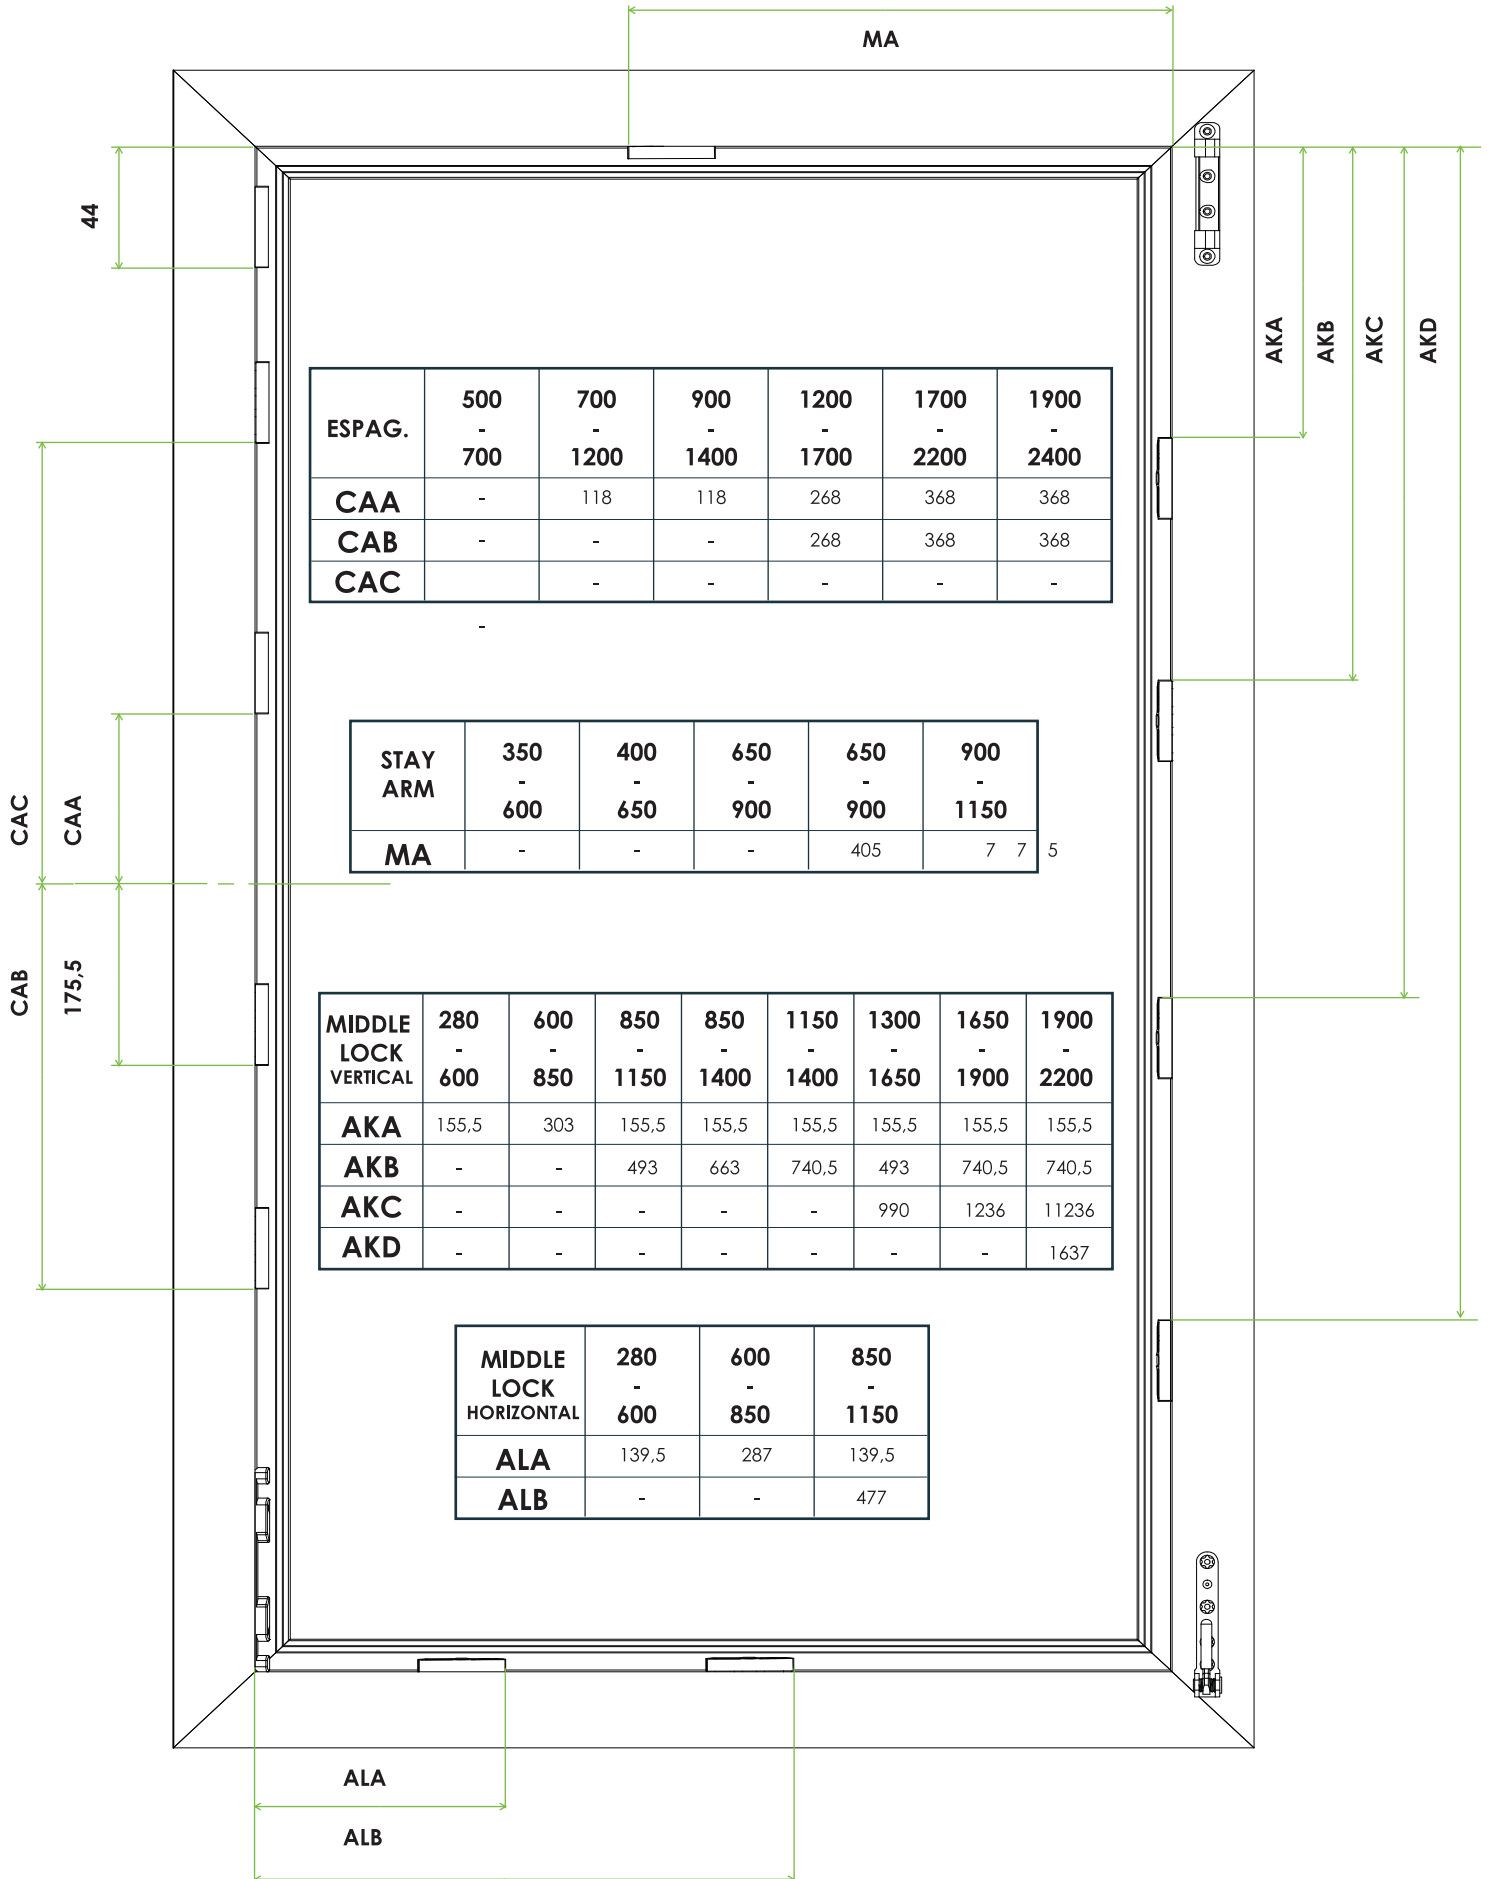 MA
44
AKA
AKB
AKC
AKD
ESPAG. 500 - 700 700 - 1200 900 - 1400 1200 - 1700 1700 - 2200 1900 - 2400
CAA - 118 118 268 368 368
CAB - - - 268 368 368
CAC - - - - -
-
STAY ARM 350 - 600 400 - 650 650 - 900 650 - 900 900 - 1150
MA - - - 405 7 7 5
CAC
CAA
CAB
175,5
MIDDLE LOCK VERTICAL 280 - 600 600 - 850 850 - 1150 850 - 1400 1150 - 1400 1300 - 1650 1650 - 1900 1900 - 2200
AKA 155,5 303 155,5 155,5 155,5 155,5 155,5 155,5
AKB - - 493 663 740,5 493 740,5 740,5
AKC - - - - - 990 1236 11236
AKD - - - - - - - 1637
MIDDLE LOCK HORIZONTAL 280 - 600 600 - 850 850 - 1150
ALA 139,5 287 139,5
ALB - - 477
ALA
ALB